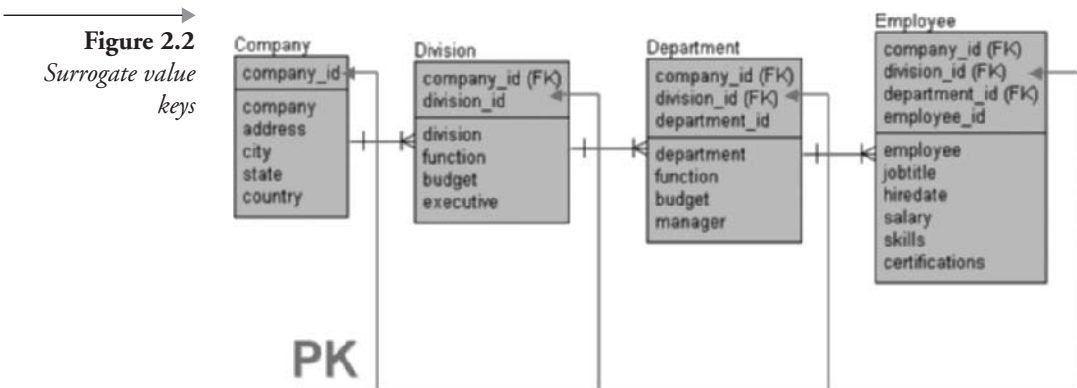 Figure 2.2
Surrogate value
keys
Company
company_id
company
address
city
state
country
Division
company_id (FK)
division_id
division
function
budget
executive
Department
company_id (FK)
division_id (FK)
department_id
department
function
budget
manager
Employee
company_id (FK)
division_id (FK)
department_id (FK)
employee_id
employee
jobtitle
hiredate
salary
skills
certifications
PK